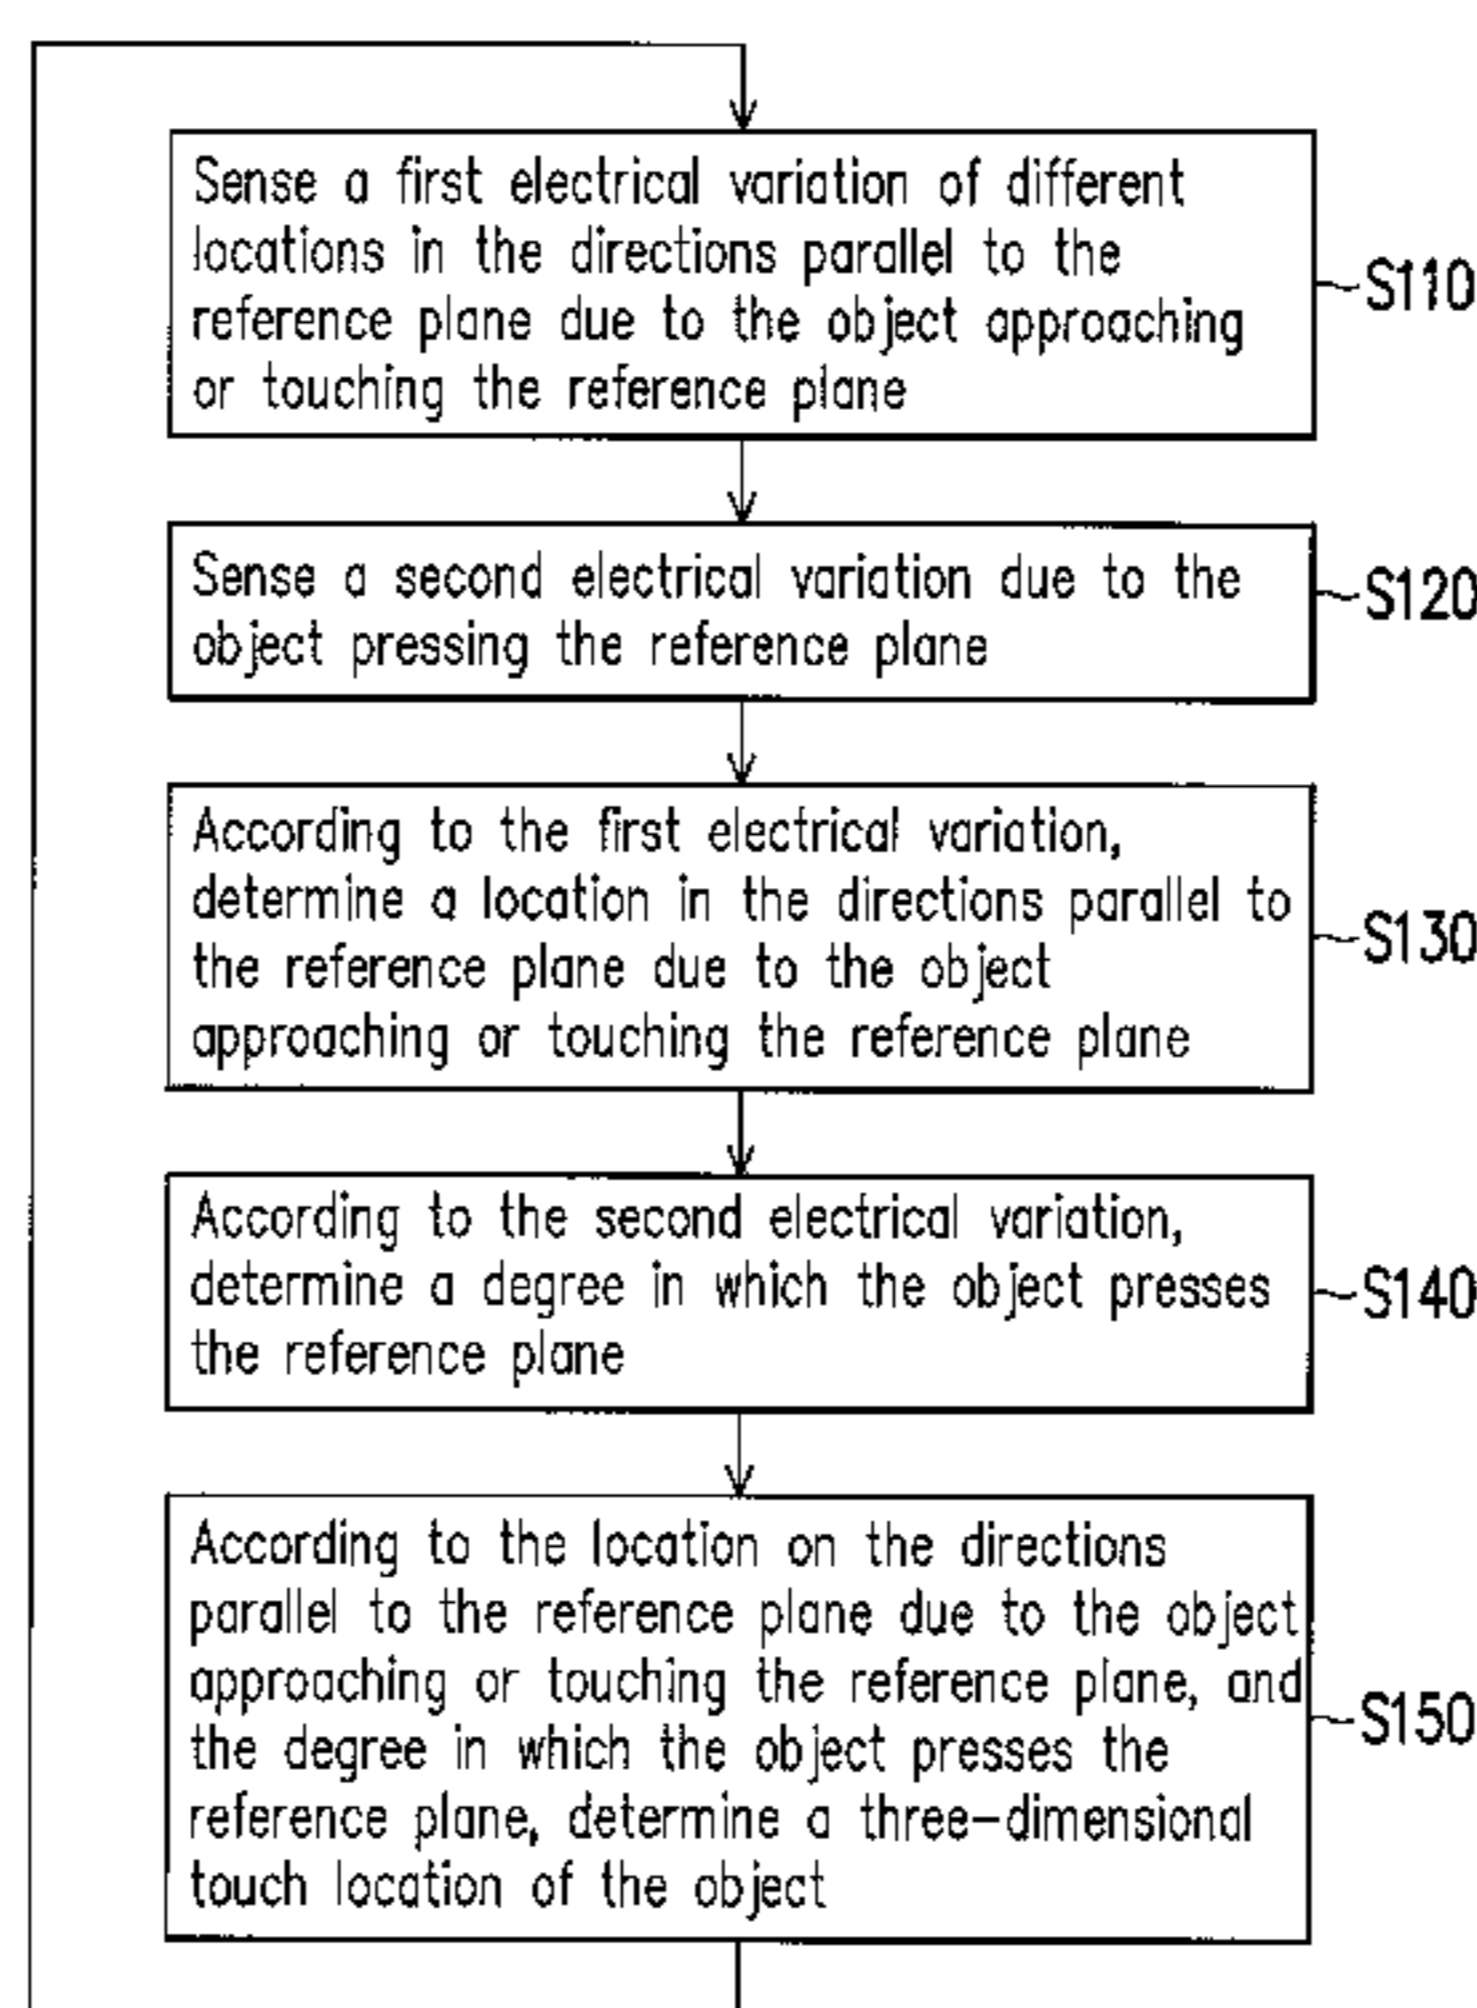 Sense a first electrical variation of different
locations in the directions parallel to the
reference plane due to the object approaching
or touching the reference plane
S110
Sense a second electrical variation due to the
object pressing the reference plane
S120
According to the first electrical variation,
determine a location in the directions parallel to
the reference plane due to the object
approaching or touching the reference plane
S130
According to the second electrical variation,
determine a degree in which the object presses
the reference plane
S140
According to the location on the directions
parallel to the reference plane due to the object
approaching or touching the reference plane, and
the degree in which the object presses the
reference plane, determine a three-dimensional
touch location of the object
S150